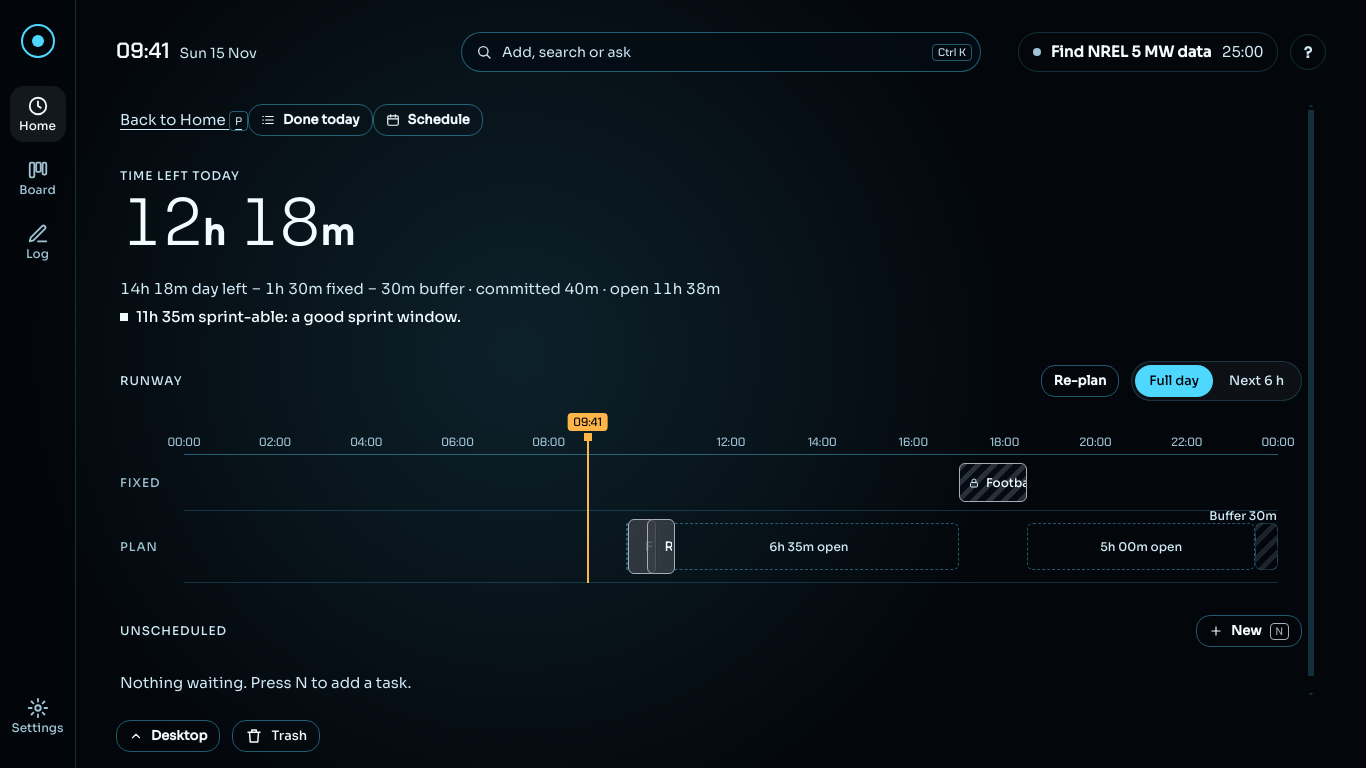 09:41 Sun 15 Nov
Add, search or ask Ctrl K
Find NREL 5 MW data 25:00
?
Home
Board
Log
Settings
Back to Home P Done today Schedule
TIME LEFT TODAY
12h 18m
14h 18m day left – 1h 30m fixed – 30m buffer · committed 40m · open 11h 38m
11h 35m sprint-able: a good sprint window.
RUNWAY Re-plan Full day Next 6 h
09:41
00:00 02:00 04:00 06:00 08:00 12:00 14:00 16:00 18:00 20:00 22:00 00:00
FIXED Footba
Buffer 30m
PLAN F R 6h 35m open 5h 00m open
UNSCHEDULED New N
Nothing waiting. Press N to add a task.
Desktop Trash